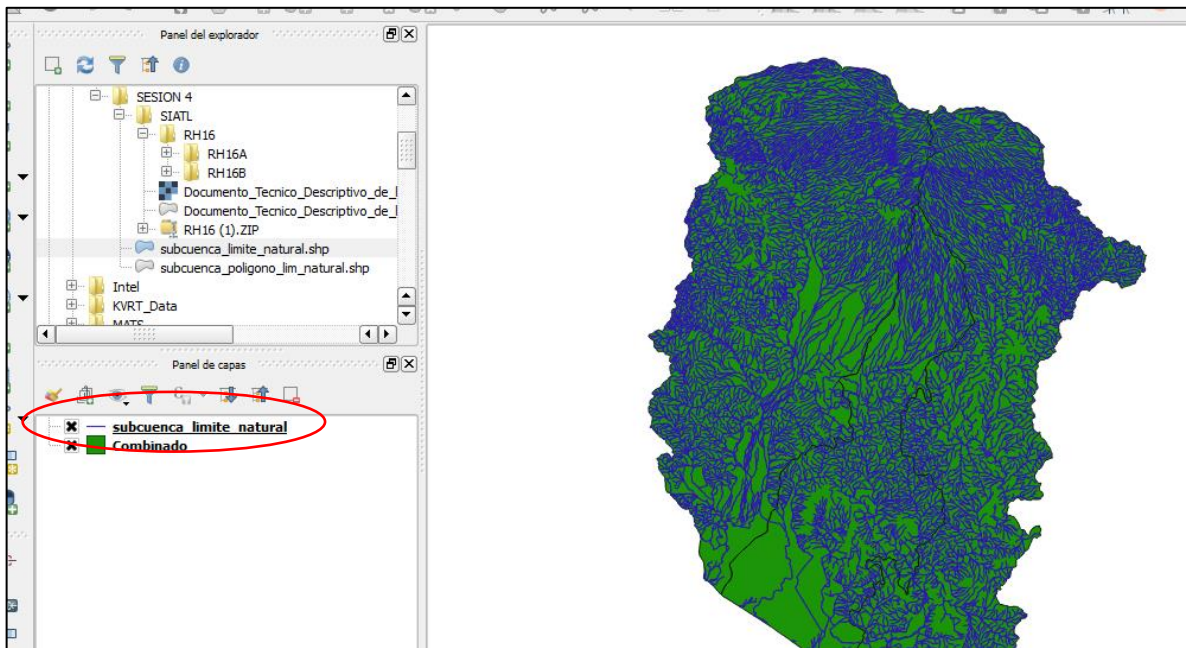 Panel del explorador
SESION 4
SIATL
RH16
RH16A
RH16B
Documento_Tecnico_Descriptivo_de_l
Documento_Tecnico_Descriptivo_de_l
RH16 (1).ZIP
subcuenca_limite_natural.shp
subcuenca_poligono_lim_natural.shp
Intel
KVRT_Data
MATS
Panel de capas
subcuenca_limite_natural
Combinado